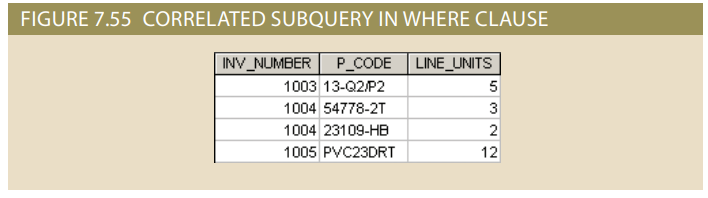 FIGURE 7.55 CORRELATED SUBQUERY IN WHERE CLAUSE
INV_NUMBER P_CODE LINE_UNITS
1003 13-Q2/P2 5
1004 54778-2T 3
1004 23109-HB 2
1005 PVC23DRT 12